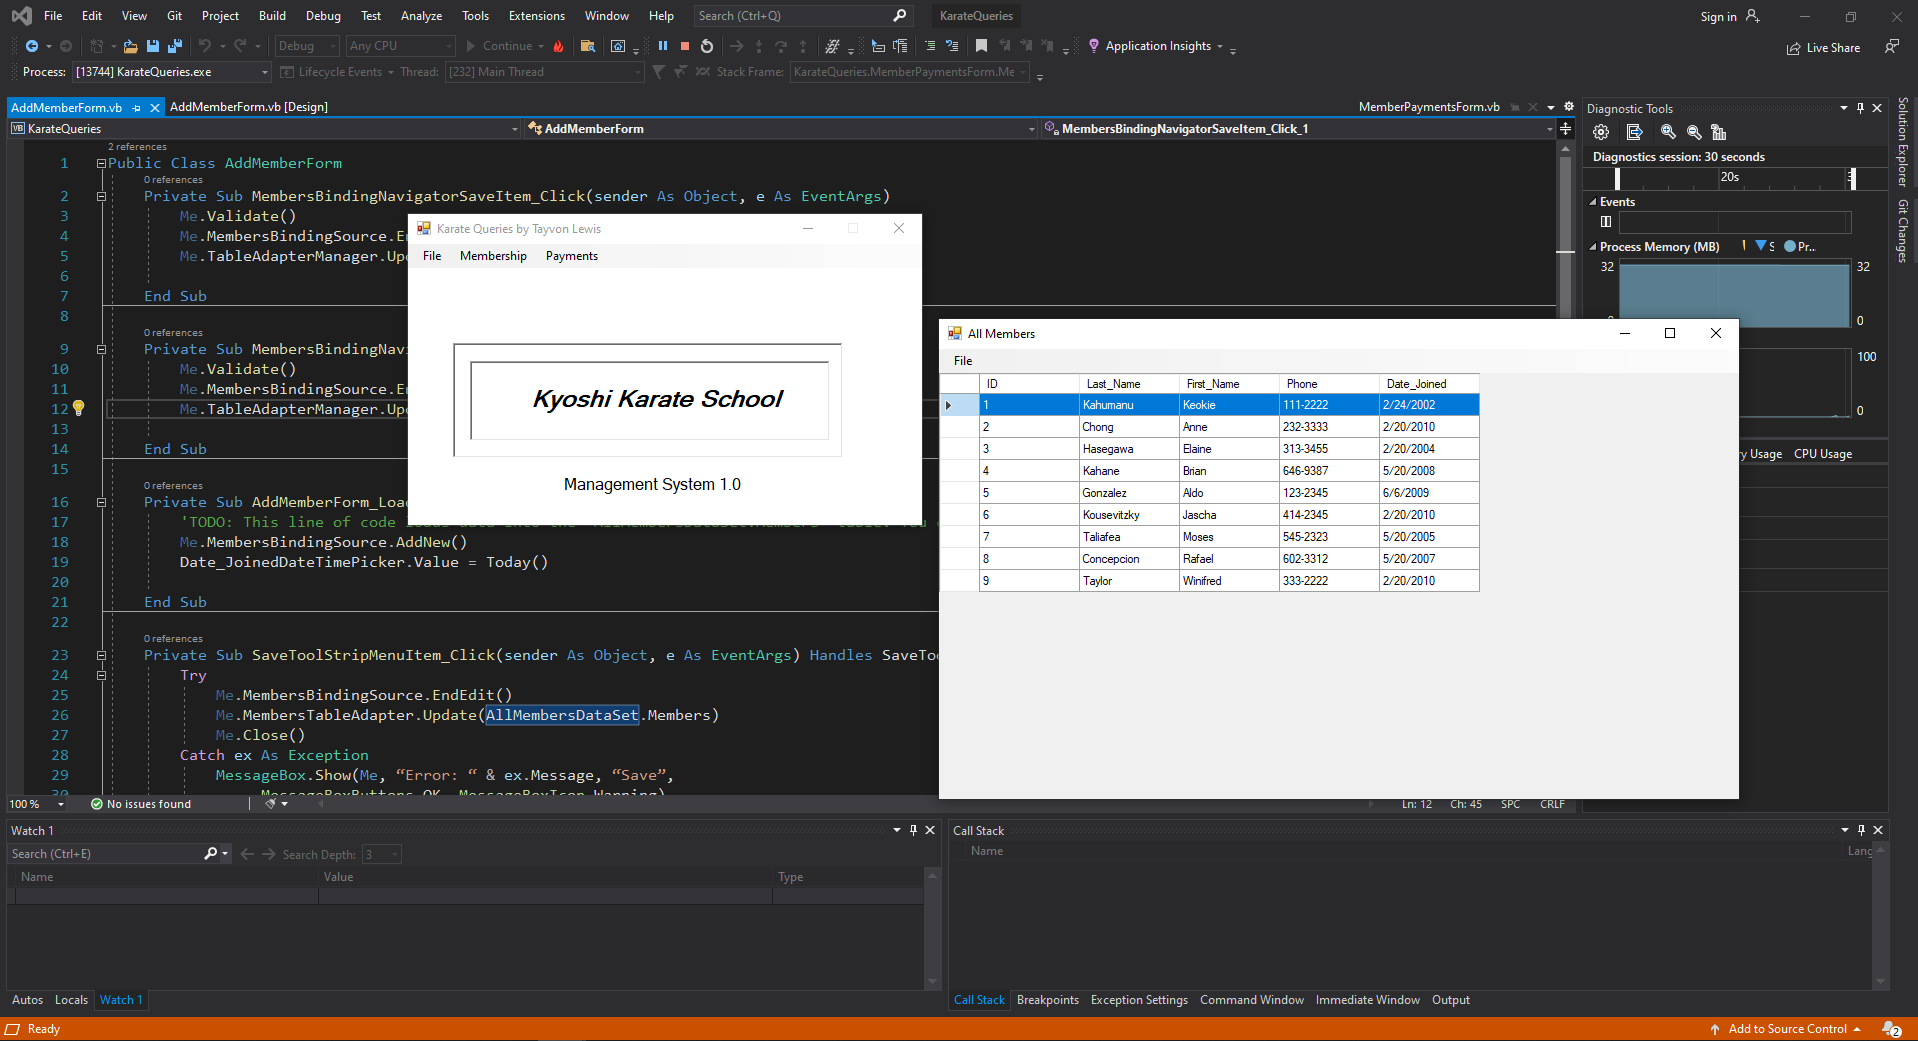 File Edit View Git Project Build Debug Test Analyze Tools Extensions Window Help Search (Ctrl+Q) KarateQueries Sign in
Debug Any CPU Continue Application Insights Live Share
Process: [13744] KarateQueries.exe Lifecycle Events Thread: [232] Main Thread Stack Frame: KarateQueries.MemberPaymentsForm.Me
AddMemberForm.vb AddMemberForm.vb [Design] MemberPaymentsForm.vb
VB KarateQueries AddMemberForm MembersBindingNavigatorSaveItem_Click_1
2 references
1 Public Class AddMemberForm
0 references
2 Private Sub MembersBindingNavigatorSaveItem_Click(sender As Object, e As EventArgs)
3 Me.Validate()
4 Me.MembersBindingSource.E
5 Me.TableAdapterManager.Up
6
7 End Sub
8
0 references
9 Private Sub MembersBindingNav
10 Me.Validate()
11 Me.MembersBindingSource.E
12 Me.TableAdapterManager.Up
13
14 End Sub
15
0 references
16 Private Sub AddMemberForm_Loa
17 'TODO: This line of code
18 Me.MembersBindingSource.AddNew()
19 Date_JoinedDateTimePicker.Value = Today()
20
21 End Sub
22
0 references
23 Private Sub SaveToolStripMenuItem_Click(sender As Object, e As EventArgs) Handles SaveToo
24 Try
25 Me.MembersBindingSource.EndEdit()
26 Me.MembersTableAdapter.Update(AllMembersDataSet.Members)
27 Me.Close()
28 Catch ex As Exception
29 MessageBox.Show(Me, “Error: “ & ex.Message, “Save”,
30 MessageBoxButtons.OK, MessageBoxIcon.Warning)
100 % No issues found Ln: 12 Ch: 45 SPC CRLF
Karate Queries by Tayvon Lewis
File Membership Payments
Kyoshi Karate School
Management System 1.0
All Members
File
ID Last_Name First_Name Phone Date_Joined
1 Kahumanu Keokie 111-2222 2/24/2002
2 Chong Anne 232-3333 2/20/2010
3 Hasegawa Elaine 313-3455 2/20/2004
4 Kahane Brian 646-9387 5/20/2008
5 Gonzalez Aldo 123-2345 6/6/2009
6 Kousevitzky Jascha 414-2345 2/20/2010
7 Taliafea Moses 545-2323 5/20/2005
8 Concepcion Rafael 602-3312 5/20/2007
9 Taylor Winifred 333-2222 2/20/2010
Diagnostic Tools
Diagnostics session: 30 seconds
20s
Events
Process Memory (MB) S Pr...
32 32
0 0
100
0
ry Usage CPU Usage
Solution Explorer
Git Changes
Watch 1
Search (Ctrl+E) Search Depth: 3
Name Value Type
Autos Locals Watch 1
Call Stack
Name Lang
Call Stack Breakpoints Exception Settings Command Window Immediate Window Output
Ready Add to Source Control 2